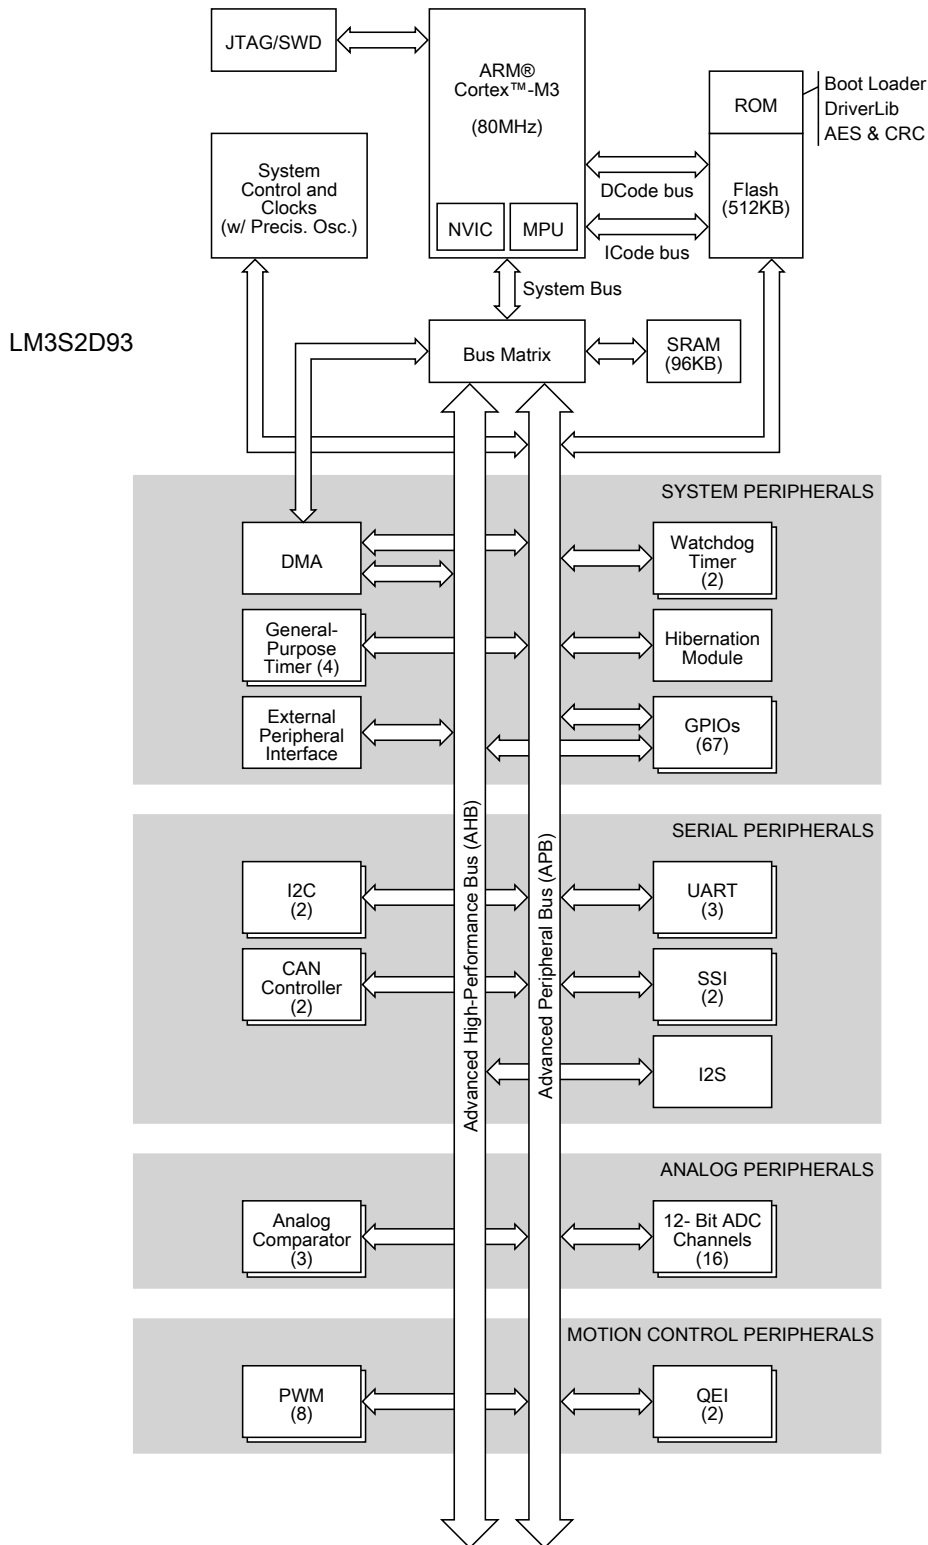 JTAG/SWD
ARM®
Cortex™-M3
(80MHz)
NVIC
MPU
ROM
Boot Loader
DriverLib
AES & CRC
Flash
(512KB)
DCode bus
ICode bus
System
Control and
Clocks
(w/ Precis. Osc.)
System Bus
LM3S2D93
Bus Matrix
SRAM
(96KB)
SYSTEM PERIPHERALS
DMA
Watchdog
Timer
(2)
General-
Purpose
Timer (4)
Hibernation
Module
External
Peripheral
Interface
GPIOs
(67)
Advanced High-Performance Bus (AHB)
Advanced Peripheral Bus (APB)
SERIAL PERIPHERALS
I2C
(2)
UART
(3)
CAN
Controller
(2)
SSI
(2)
I2S
ANALOG PERIPHERALS
Analog
Comparator
(3)
12- Bit ADC
Channels
(16)
MOTION CONTROL PERIPHERALS
PWM
(8)
QEI
(2)